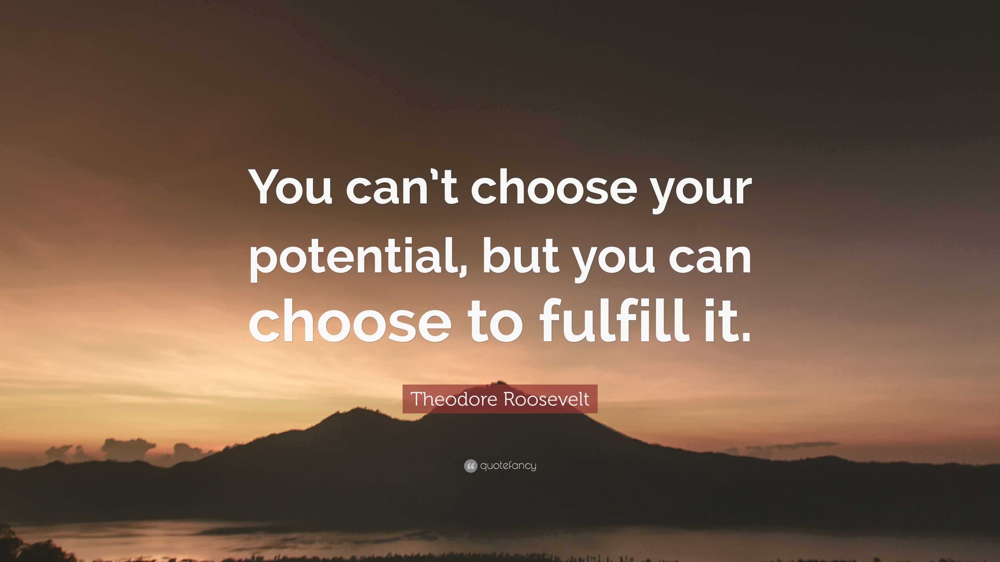 You can’t choose your
potential, but you can
choose to fulfill it.
Theodore Roosevelt
quotefancy